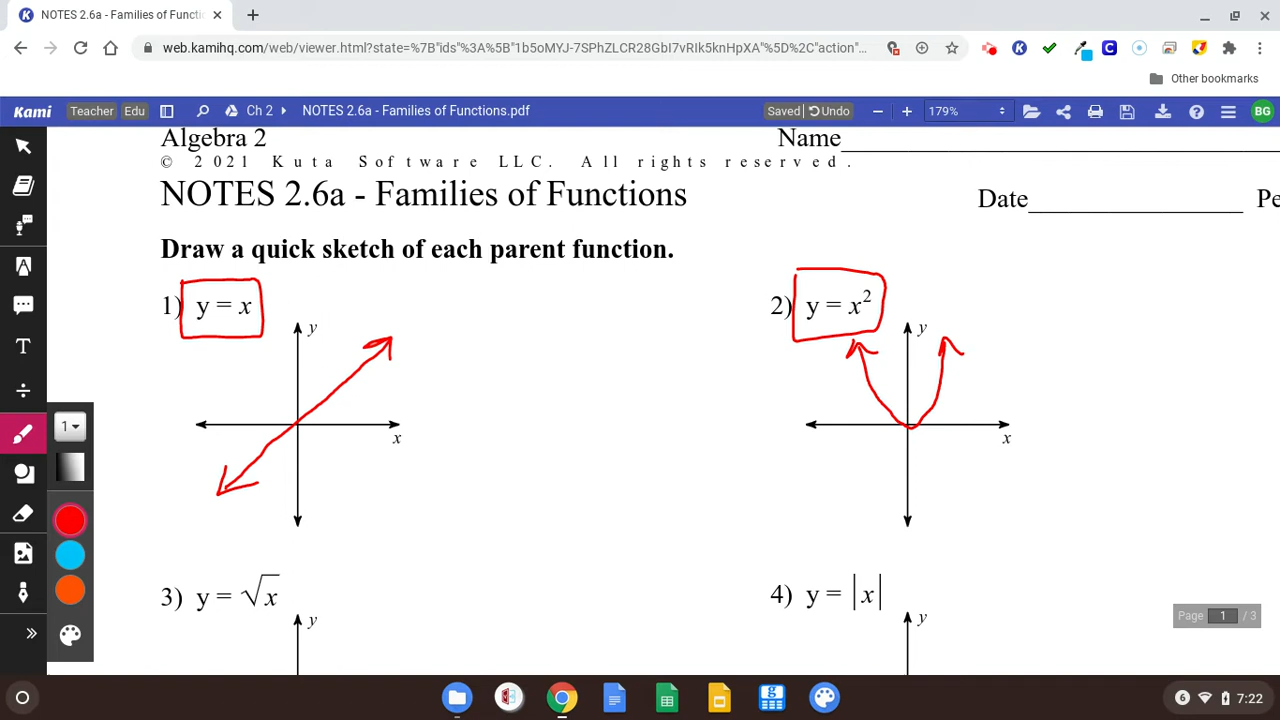 NOTES 2.6a - Families of Functi
web.kamihq.com/web/viewer.html?state=%7B"ids"%3A%5B"1b5oMYJ-7SPhZLCR28GbI7vRIk5knHpXA"%5D%2C"action"...
Other bookmarks
Kami Teacher Edu Ch 2 NOTES 2.6a - Families of Functions.pdf Saved Undo 179% BG
Algebra 2 Name
© 2021 Kuta Software LLC. All rights reserved.
NOTES 2.6a - Families of Functions Date Pe
Draw a quick sketch of each parent function.
1) y = x
y
x
2) y = x²
y
x
3) y = √x
y
4) y = |x|
y
1
Page 1 / 3
6 7:22